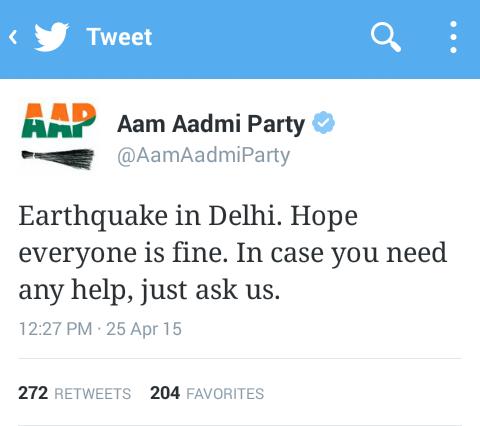 Tweet
AAP
Aam Aadmi Party
@AamAadmiParty
Earthquake in Delhi. Hope
everyone is fine. In case you need
any help, just ask us.
12:27 PM · 25 Apr 15
272 RETWEETS 204 FAVORITES